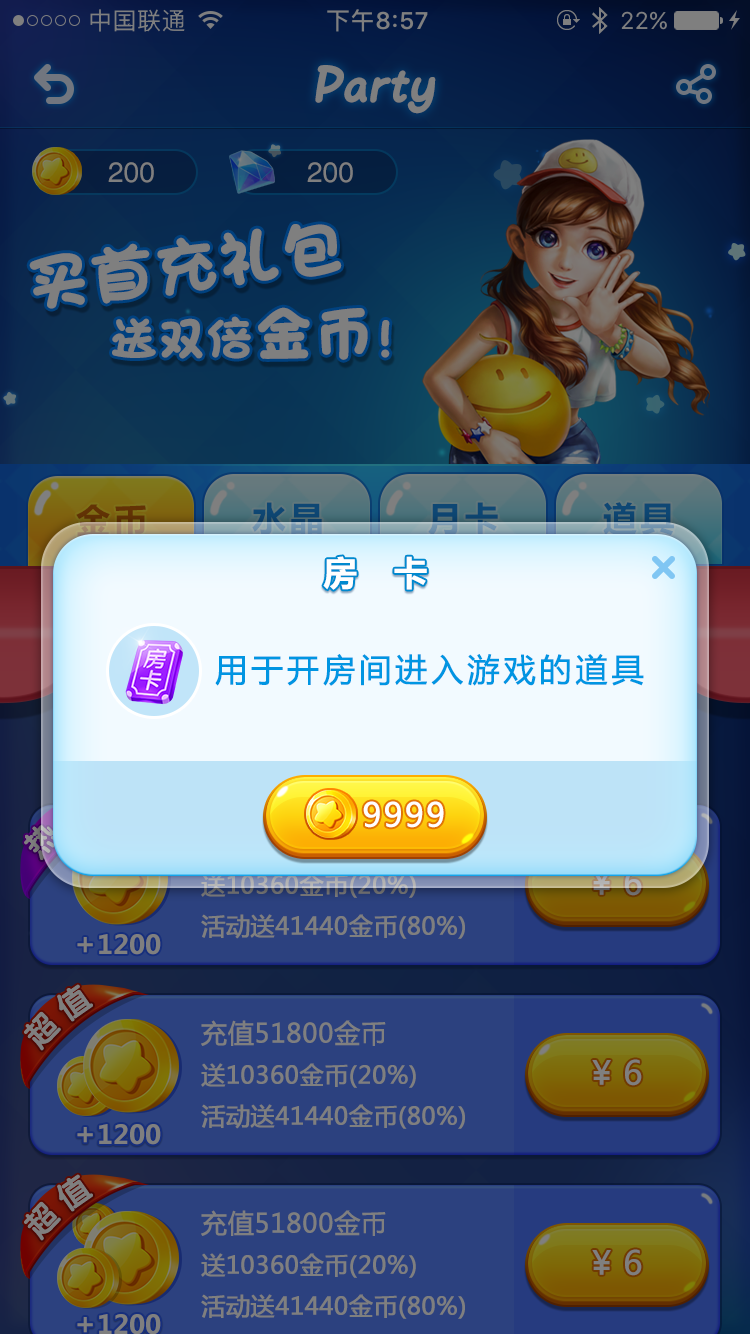 中国联通
下午8:57
22%
Party
200
200
买首充礼包
送双倍金币!
金币
水晶
月卡
道具
房 卡
房卡
用于开房间进入游戏的道具
9999
热
送10360金币(20%)
活动送41440金币(80%)
+1200
¥ 6
超值
充值51800金币
送10360金币(20%)
活动送41440金币(80%)
+1200
¥ 6
超值
充值51800金币
送10360金币(20%)
活动送41440金币(80%)
+1200
¥ 6